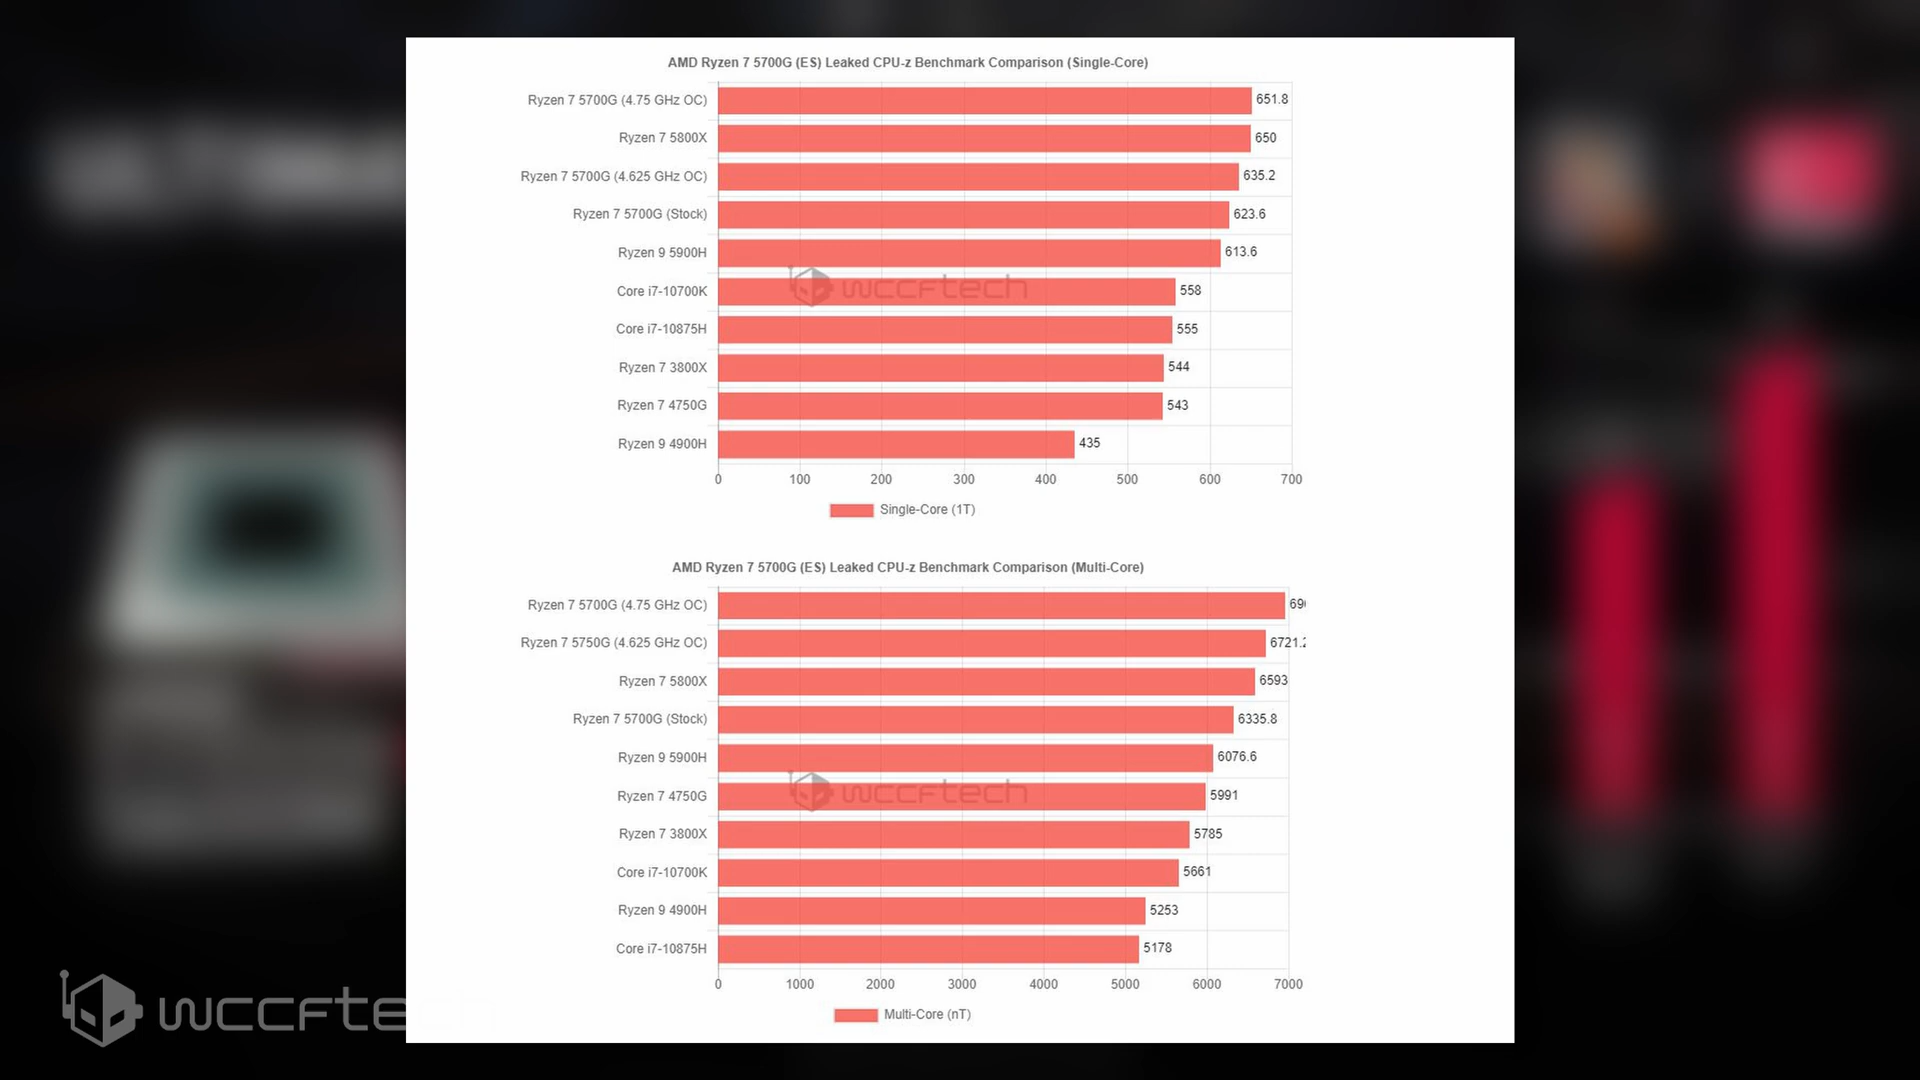 AMD Ryzen 7 5700G (ES) Leaked CPU-z Benchmark Comparison (Single-Core)
Ryzen 7 5700G (4.75 GHz OC) 651.8
Ryzen 7 5800X 650
Ryzen 7 5700G (4.625 GHz OC) 635.2
Ryzen 7 5700G (Stock) 623.6
Ryzen 9 5900H 613.6
Core i7-10700K 558
Core i7-10875H 555
Ryzen 7 3800X 544
Ryzen 7 4750G 543
Ryzen 9 4900H 435
wccftech
0 100 200 300 400 500 600 700
Single-Core (1T)
AMD Ryzen 7 5700G (ES) Leaked CPU-z Benchmark Comparison (Multi-Core)
Ryzen 7 5700G (4.75 GHz OC)
Ryzen 7 5750G (4.625 GHz OC) 6721.2
Ryzen 7 5800X 6593
Ryzen 7 5700G (Stock) 6335.8
Ryzen 9 5900H 6076.6
Ryzen 7 4750G 5991
Ryzen 7 3800X 5785
Core i7-10700K 5661
Ryzen 9 4900H 5253
Core i7-10875H 5178
wccftech
0 1000 2000 3000 4000 5000 6000 7000
Multi-Core (nT)
wccftech